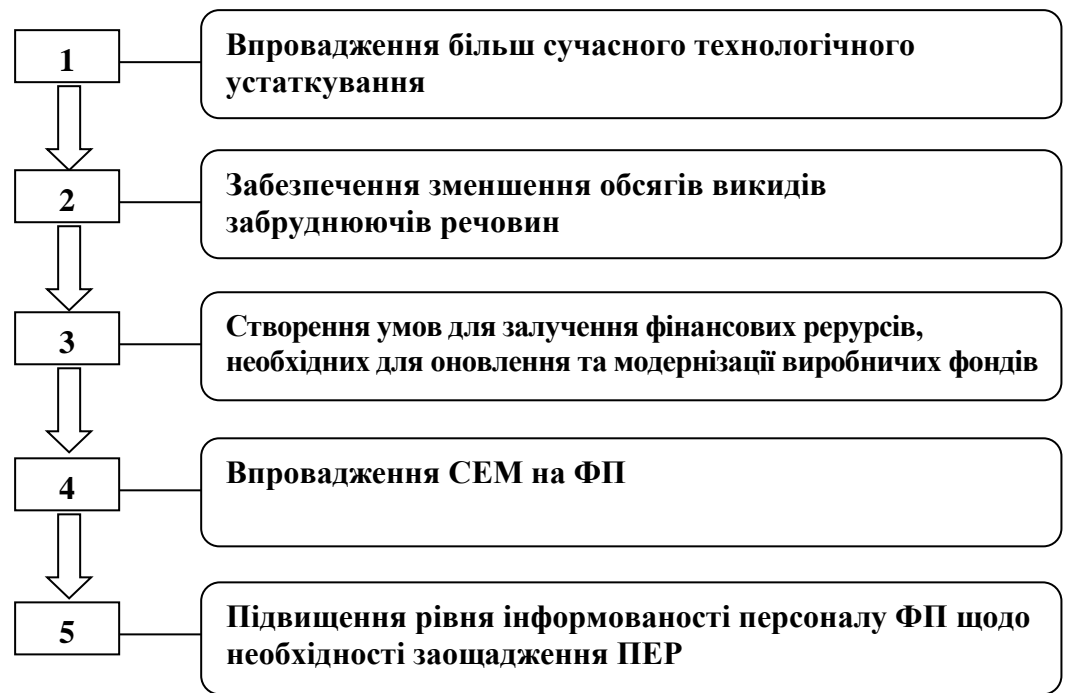 1
Впровадження більш сучасного технологічного
устаткування
2
Забезпечення зменшення обсягів викидів
забруднюючів речовин
3
Створення умов для залучення фінансових рерурсів,
необхідних для оновлення та модернізації виробничих фондів
4
Впровадження СЕМ на ФП
5
Підвищення рівня інформованості персоналу ФП щодо
необхідності заощадження ПЕР